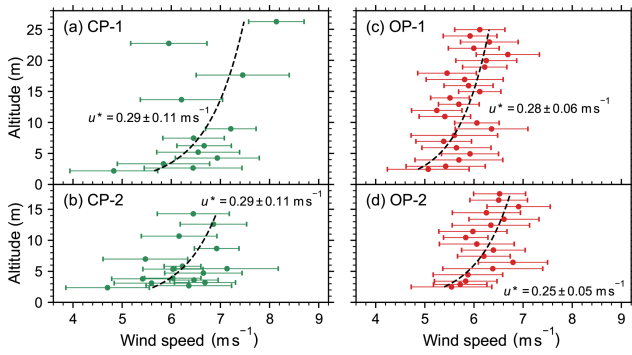 (a) CP-1
(c) OP-1
25
20
15
10
5
0
Altitude (m)
u* = 0.29 ± 0.11 m s⁻¹
u* = 0.28 ± 0.06 m s⁻¹
(b) CP-2
(d) OP-2
15
10
5
0
Altitude (m)
u* = 0.29 ± 0.11 m s⁻¹
u* = 0.25 ± 0.05 m s⁻¹
4 5 6 7 8 9
4 5 6 7 8 9
Wind speed (m s⁻¹)
Wind speed (m s⁻¹)